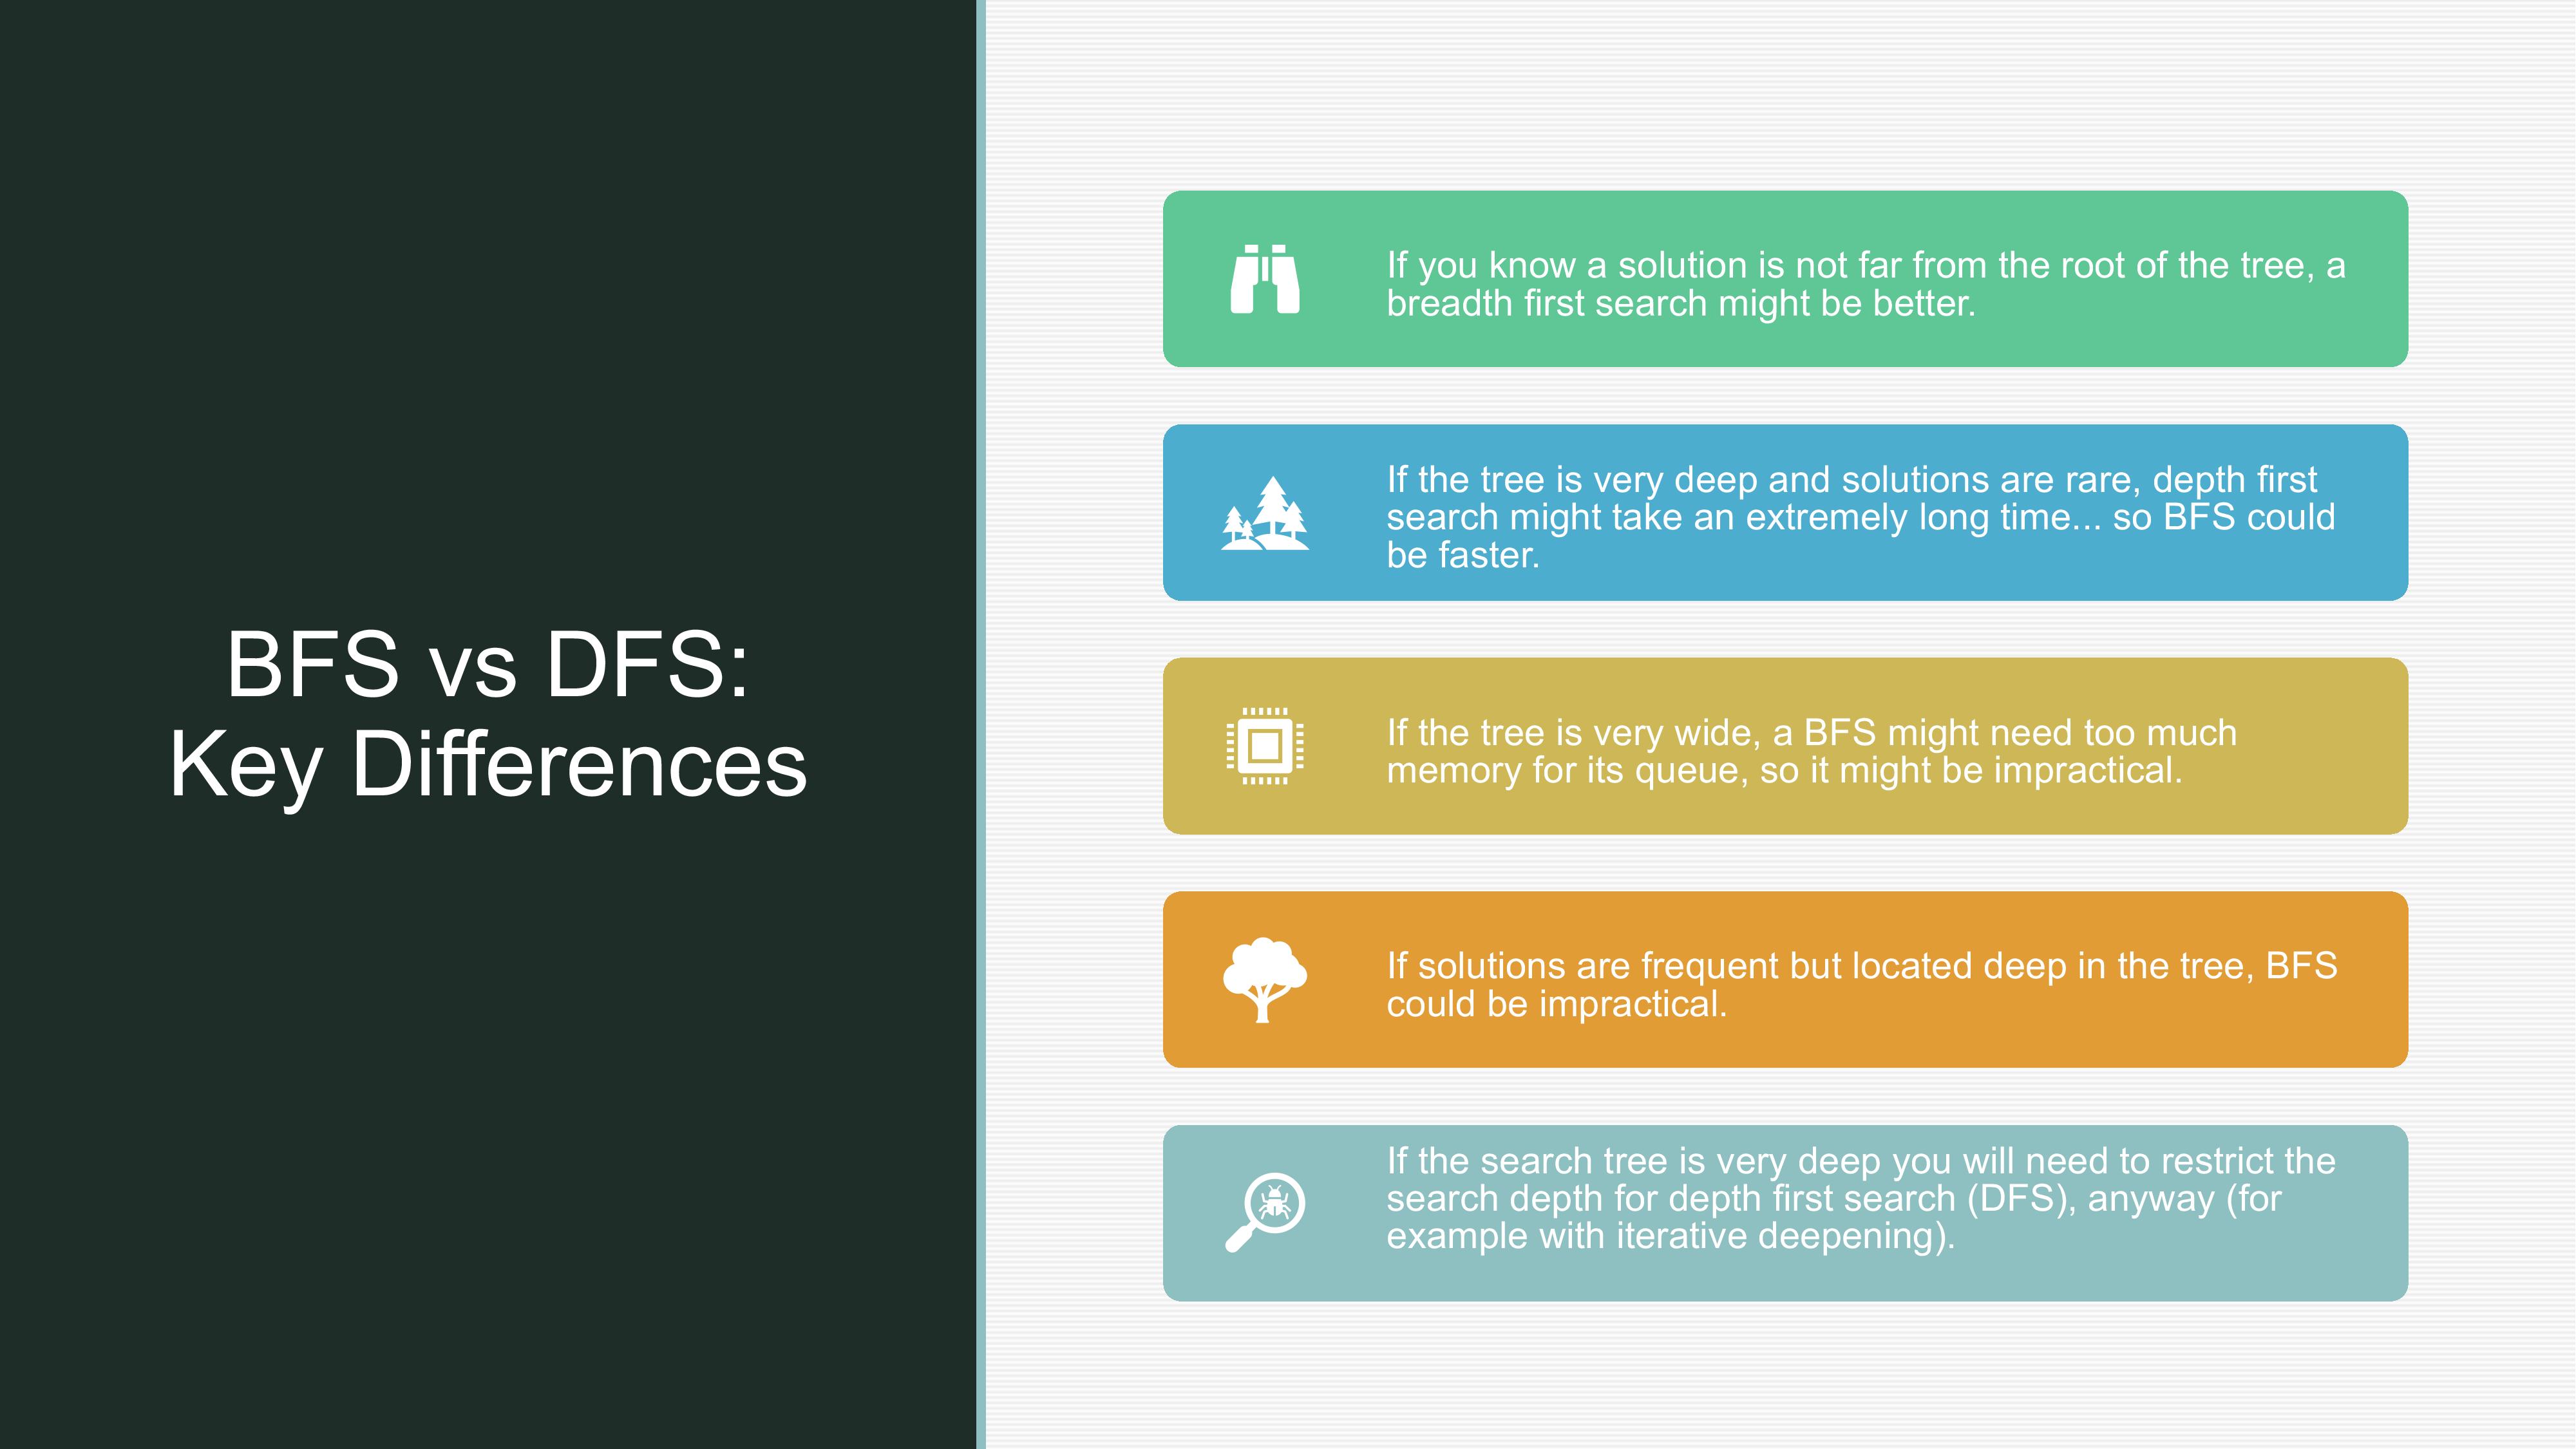 BFS vs DFS:
Key Differences
If you know a solution is not far from the root of the tree, a
breadth first search might be better.
If the tree is very deep and solutions are rare, depth first
search might take an extremely long time... so BFS could
be faster.
If the tree is very wide, a BFS might need too much
memory for its queue, so it might be impractical.
If solutions are frequent but located deep in the tree, BFS
could be impractical.
If the search tree is very deep you will need to restrict the
search depth for depth first search (DFS), anyway (for
example with iterative deepening).